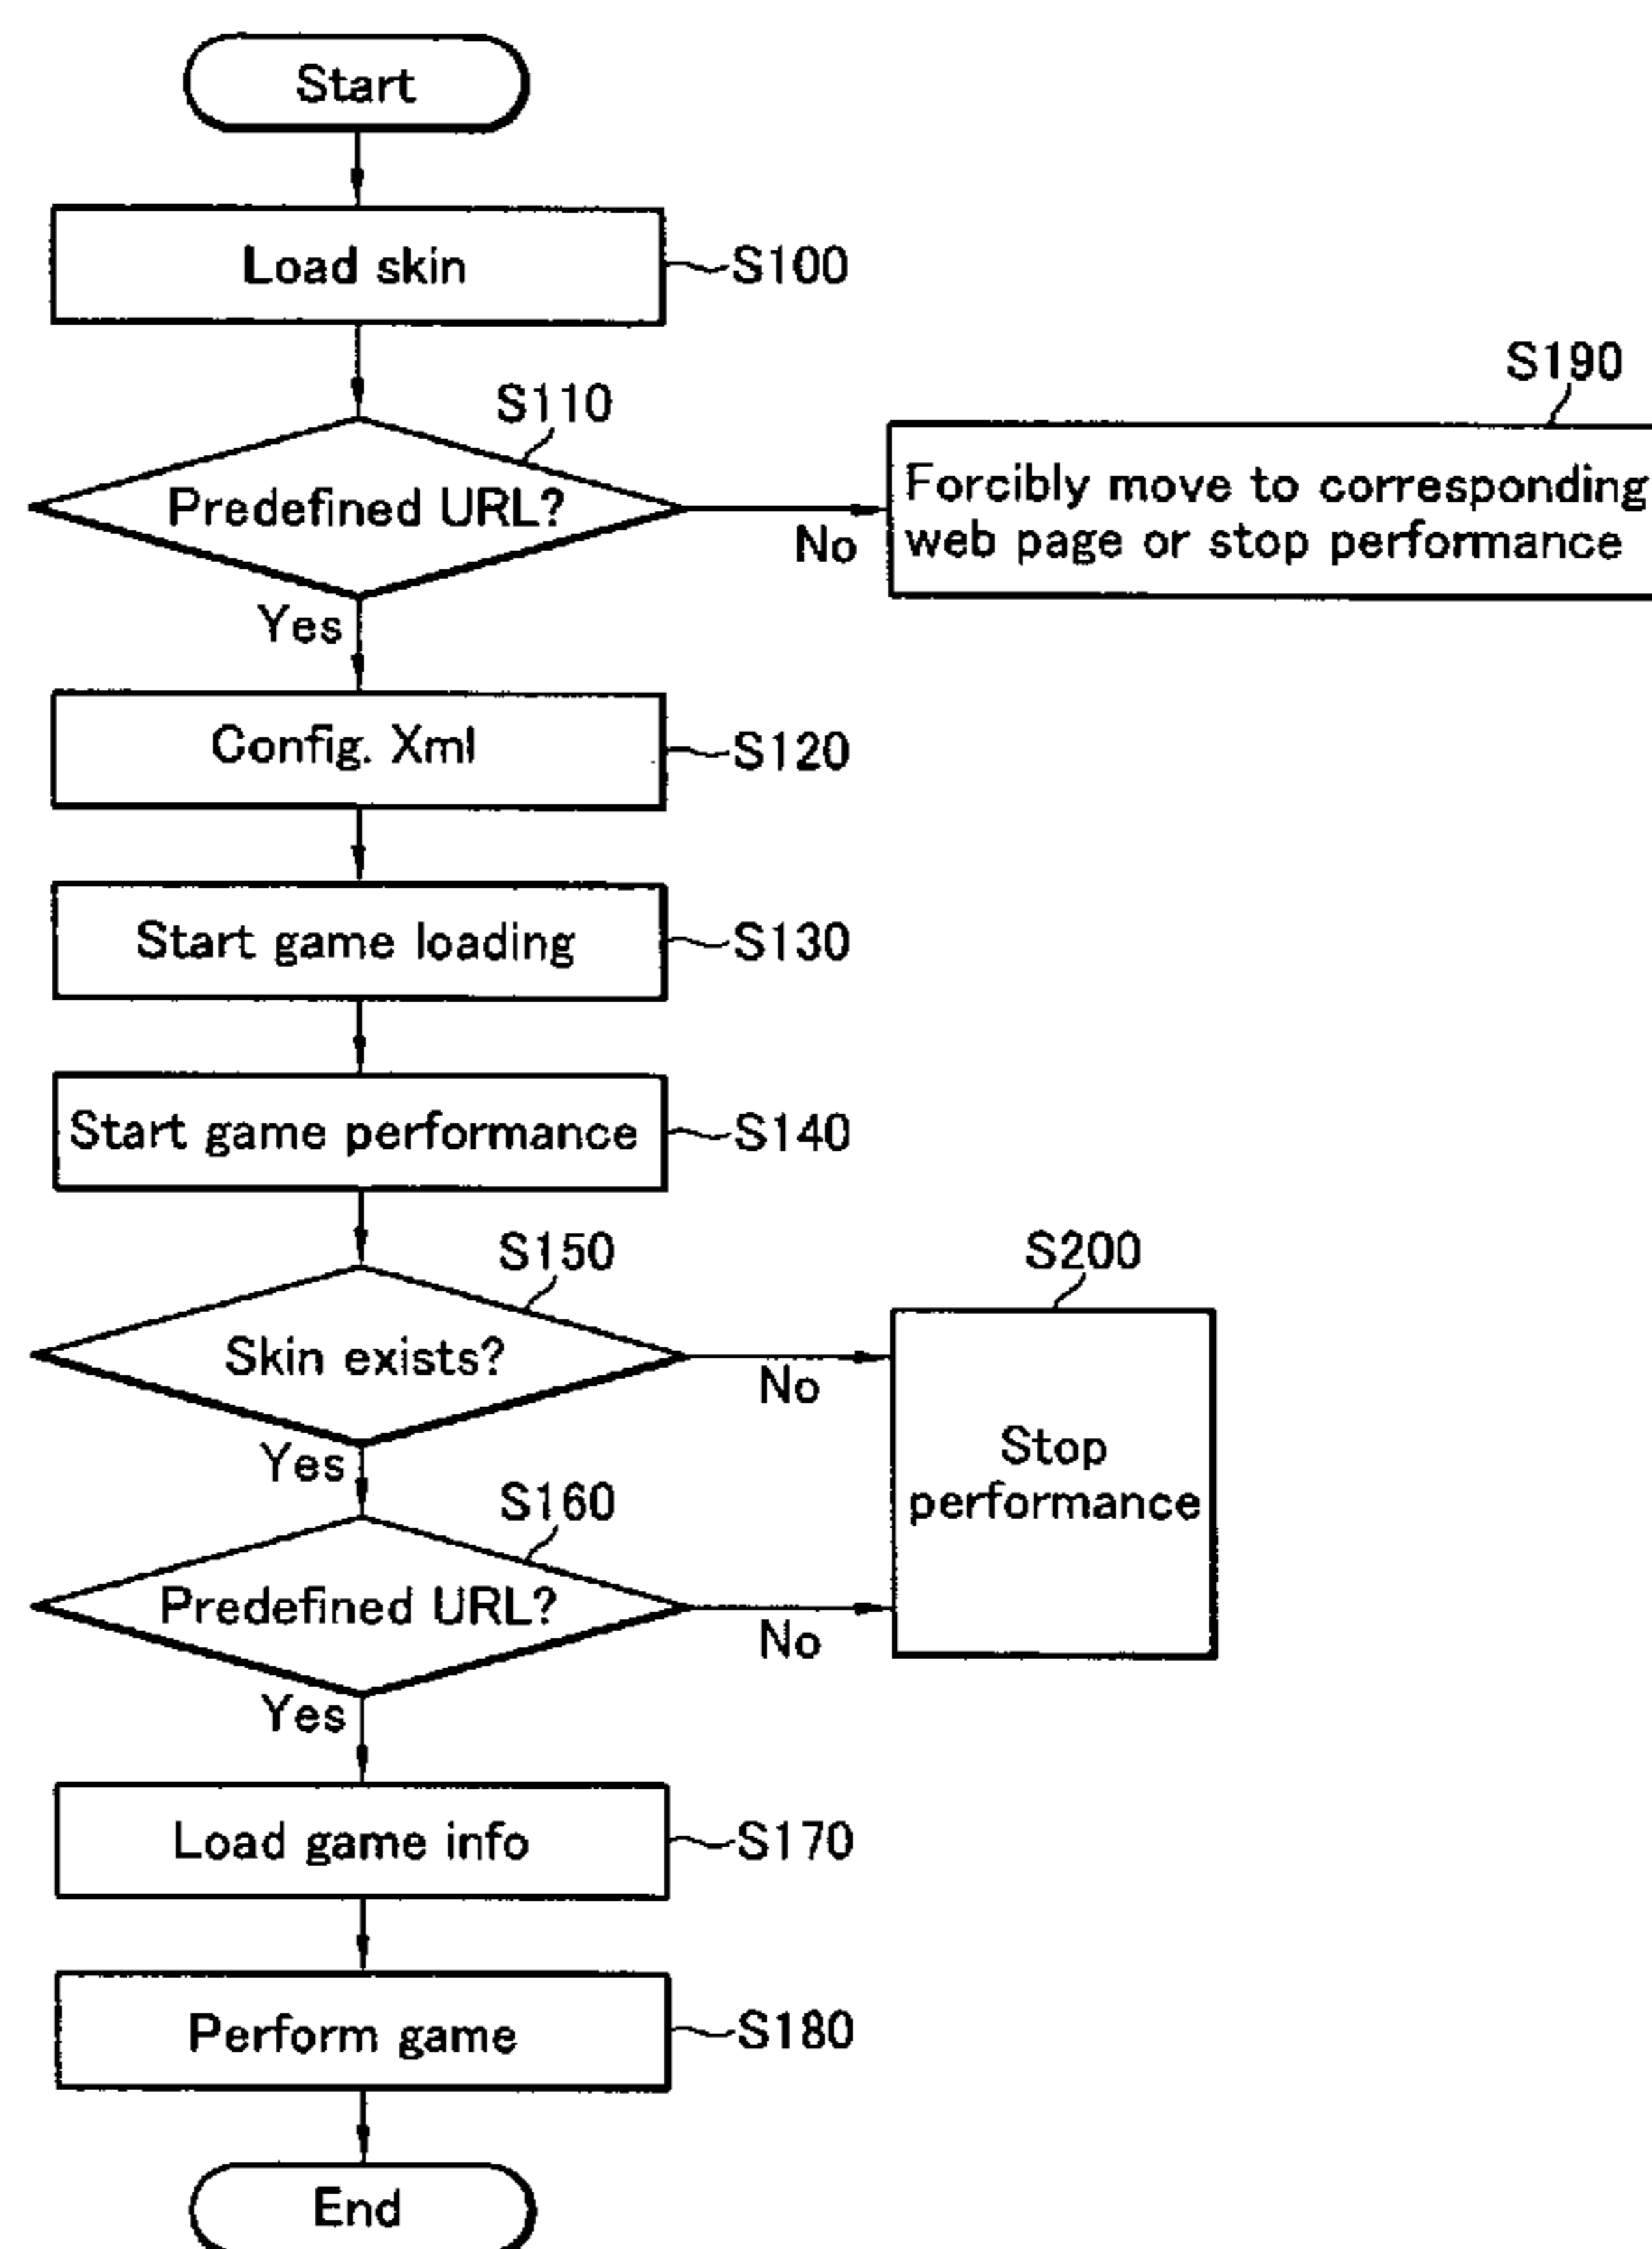 Start
Load skin
S100
S110
Predefined URL?
No
S190
Forcibly move to corresponding
web page or stop performance
Yes
Config. Xml
S120
Start game loading
S130
Start game performance
S140
S150
Skin exists?
No
S200
Stop
performance
Yes
S160
Predefined URL?
No
Yes
Load game info
S170
Perform game
S180
End